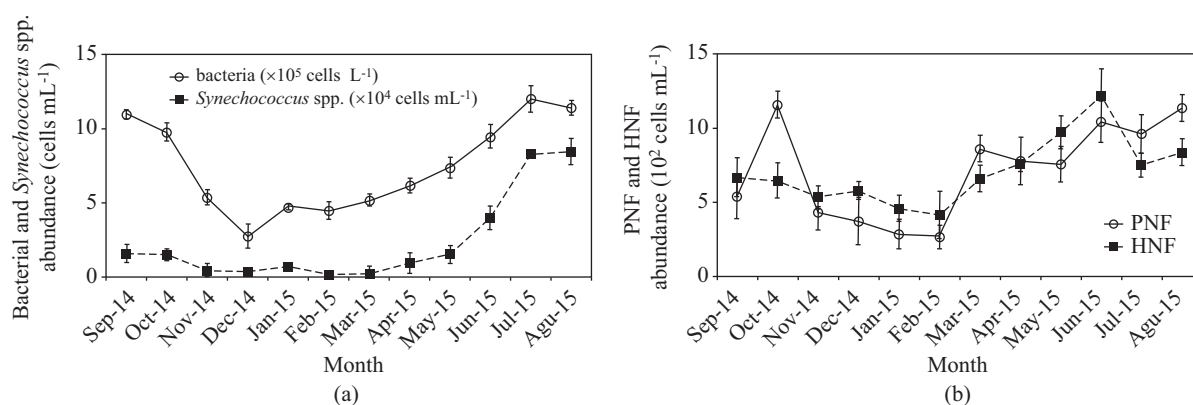 Bacterial and Synechococcus spp.
abundance (cells mL⁻¹)
15
10
5
0
bacteria (×10⁵ cells L⁻¹)
Synechococcus spp. (×10⁴ cells mL⁻¹)
Sep-14
Oct-14
Nov-14
Dec-14
Jan-15
Feb-15
Mar-15
Apr-15
May-15
Jun-15
Jul-15
Agu-15
Month
(a)
PNF and HNF
abundance (10² cells mL⁻¹)
15
10
5
0
PNF
HNF
Sep-14
Oct-14
Nov-14
Dec-14
Jan-15
Feb-15
Mar-15
Apr-15
May-15
Jun-15
Jul-15
Agu-15
Month
(b)